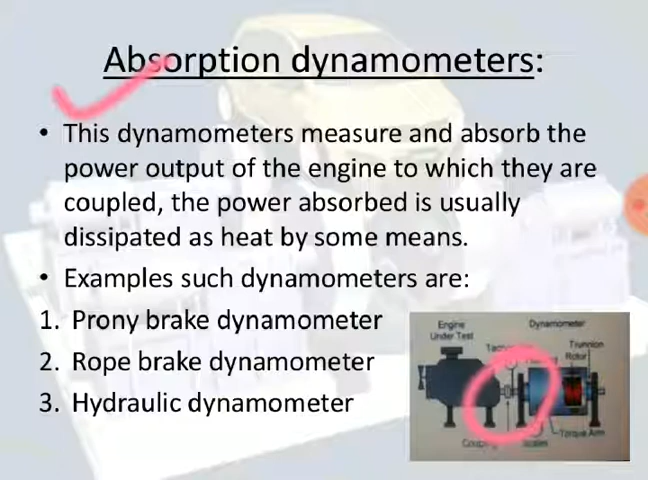 Absorption dynamometers:
• This dynamometers measure and absorb the
power output of the engine to which they are
coupled, the power absorbed is usually
dissipated as heat by some means.
• Examples such dynamometers are:
1. Prony brake dynamometer
2. Rope brake dynamometer
3. Hydraulic dynamometer
Engine
Under Test
Dynamometer
Trunnion
Rotor
Torque Arm